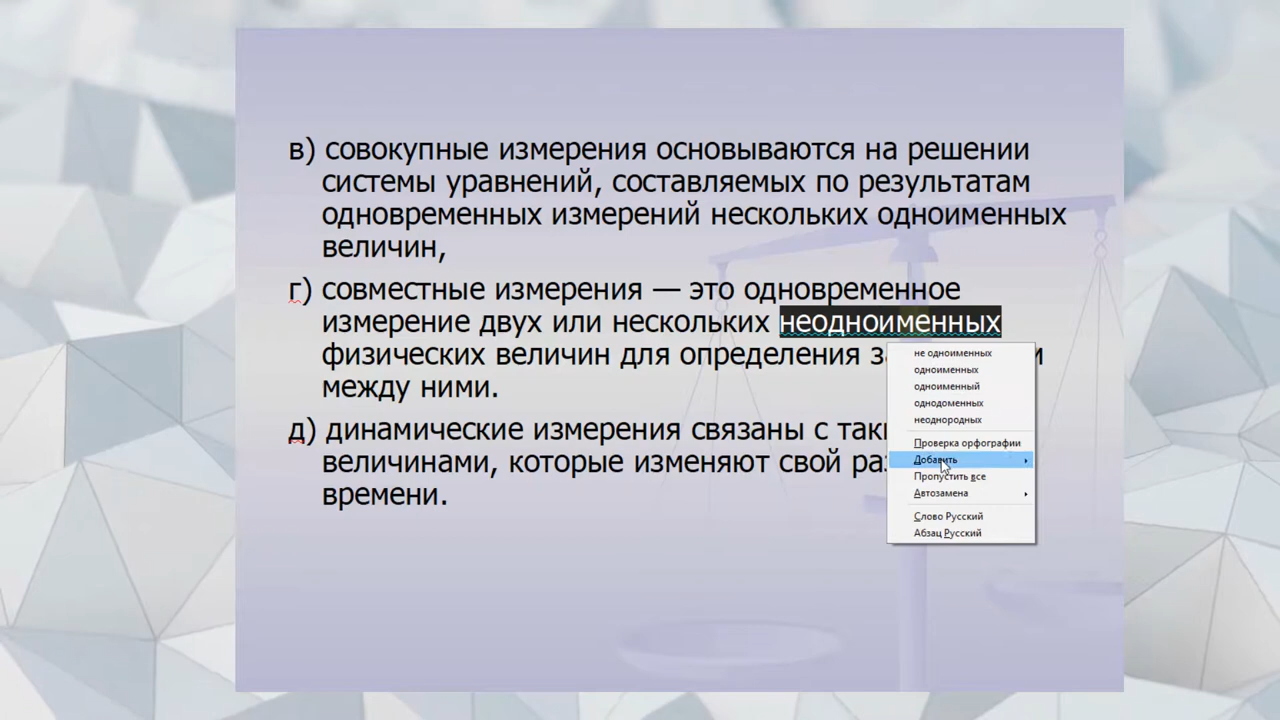 в) совокупные измерения основываются на решении
системы уравнений, составляемых по результатам
одновременных измерений нескольких одноименных
величин,
г) совместные измерения — это одновременное
измерение двух или нескольких неодноименных
физических величин для определения
между ними.
д) динамические измерения связаны с
величинами, которые изменяют свой
времени.
не одноименных
одноименных
одноименный
однодоменных
неоднородных
Проверка орфографии
Добавить
Пропустить все
Автозамена
Слово Русский
Абзац Русский